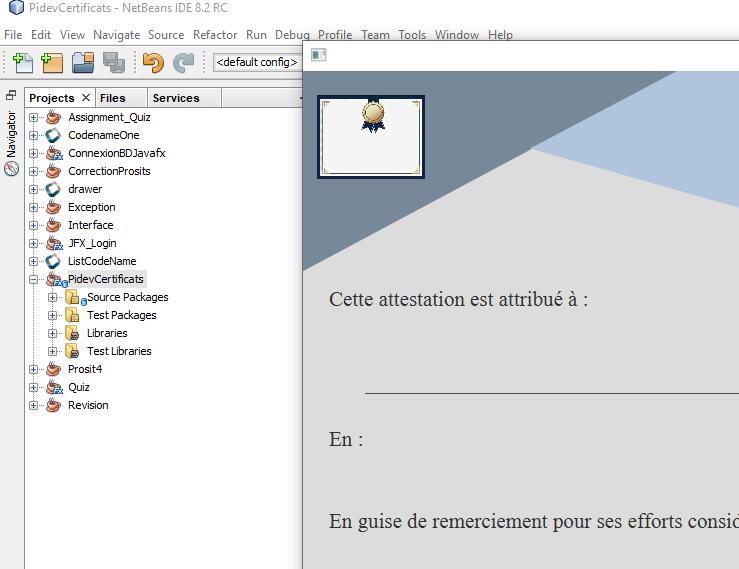 PidevCertificats - NetBeans IDE 8.2 RC
File Edit View Navigate Source Refactor Run Debug Profile Team Tools Window Help
<default config>
Projects Files Services
Navigator
Assignment_Quiz
CodenameOne
ConnexionBDJavafx
CorrectionProsits
drawer
Exception
Interface
JFX_Login
ListCodeName
PidevCertificats
Source Packages
Test Packages
Libraries
Test Libraries
Prosit4
Quiz
Revision
Cette attestation est attribué à :
En :
En guise de remerciement pour ses efforts consid